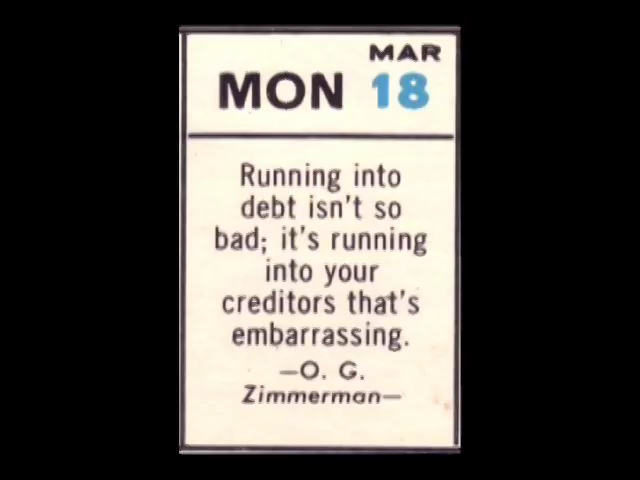 MAR
MON 18
Running into
debt isn't so
bad; it's running
into your
creditors that's
embarrassing.
—O. G.
Zimmerman—